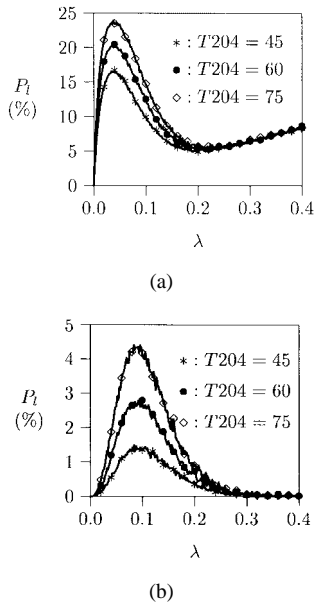 25
20
15
10
5
0
P_l
(%)
* : T204 = 45
● : T204 = 60
◇ : T204 = 75
0.0 0.1 0.2 0.3 0.4
λ
(a)
5
4
3
2
1
0
P_l
(%)
* : T204 = 45
● : T204 = 60
◇ : T204 = 75
0.0 0.1 0.2 0.3 0.4
λ
(b)